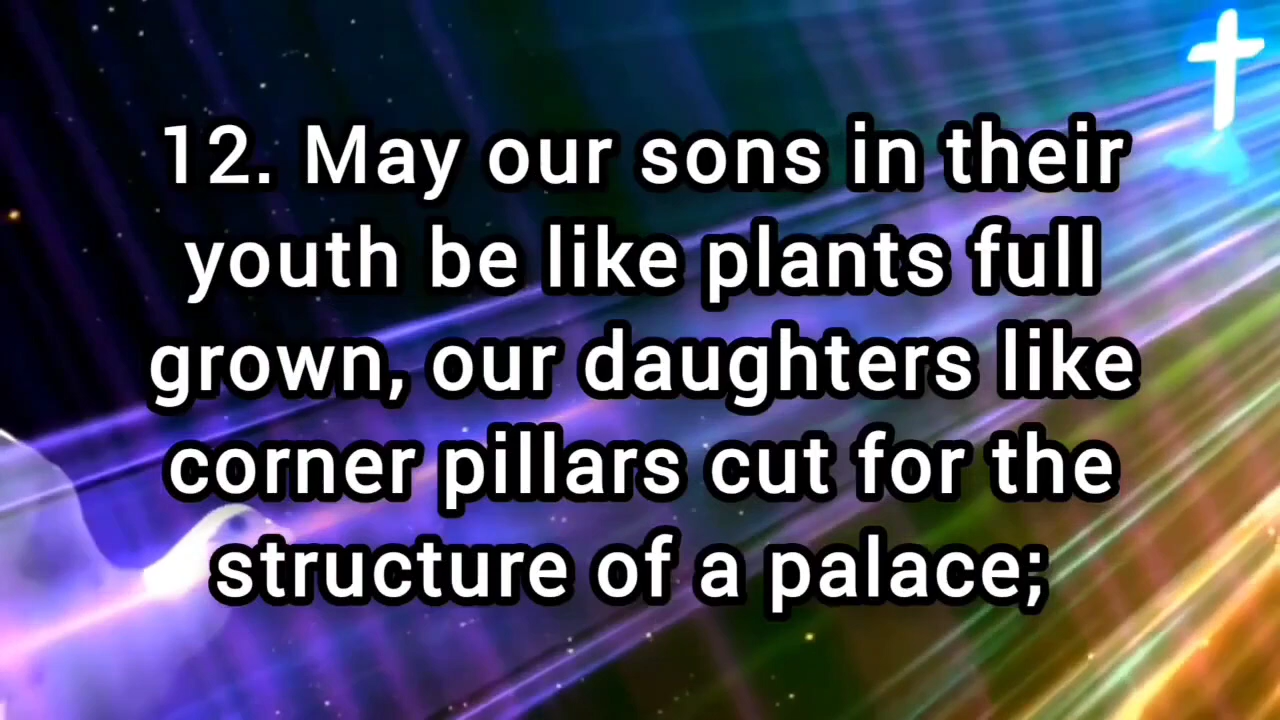 12. May our sons in their
youth be like plants full
grown, our daughters like
corner pillars cut for the
structure of a palace;